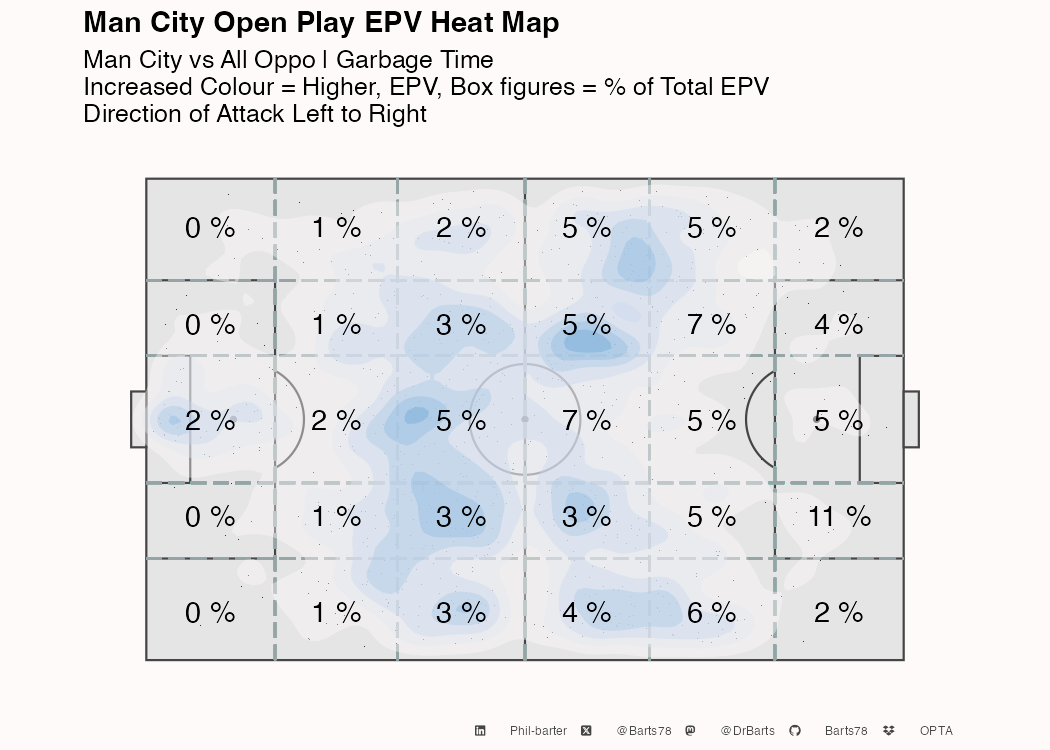 Man City Open Play EPV Heat Map
Man City vs All Oppo | Garbage Time
Increased Colour = Higher, EPV, Box figures = % of Total EPV
Direction of Attack Left to Right
0 % 1 % 2 % 5 % 5 % 2 %
0 % 1 % 3 % 5 % 7 % 4 %
2 % 2 % 5 % 7 % 5 % 5 %
0 % 1 % 3 % 3 % 5 % 11 %
0 % 1 % 3 % 4 % 6 % 2 %
Phil-barter @Barts78 @DrBarts Barts78 OPTA